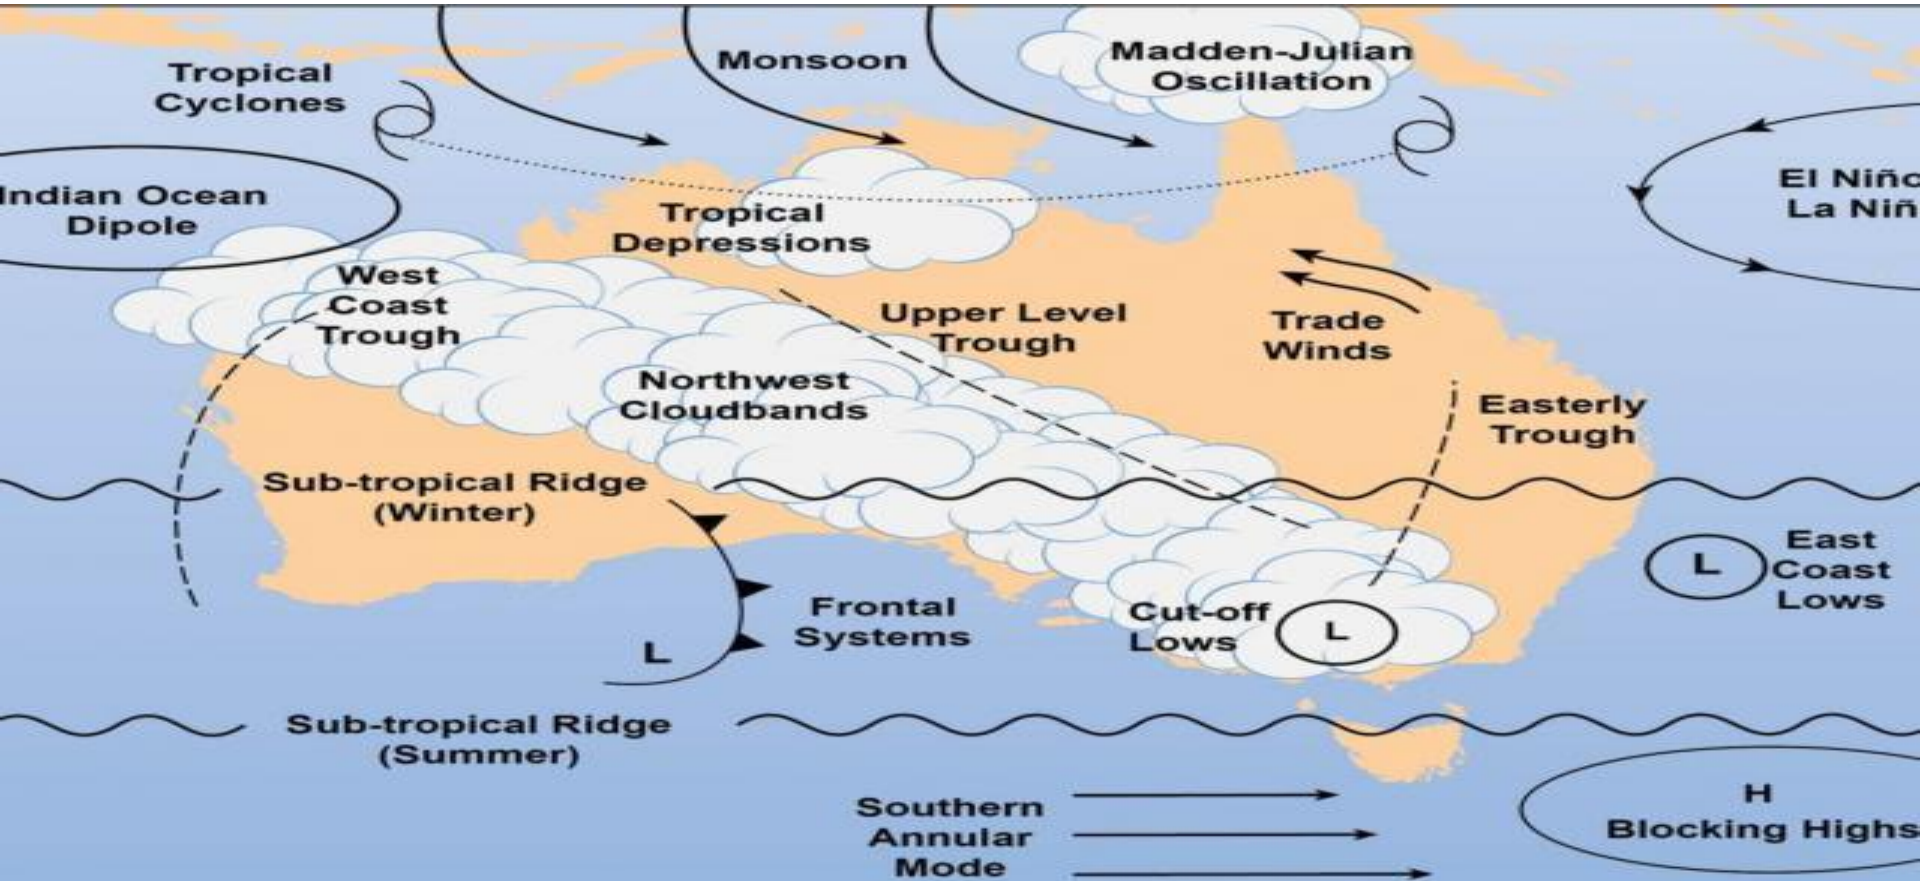 Tropical
Cyclones
Monsoon
Madden-Julian
Oscillation
Indian Ocean
Dipole
El Niño
La Niñ
Tropical
Depressions
West
Coast
Trough
Upper Level
Trough
Trade
Winds
Northwest
Cloudbands
Easterly
Trough
Sub-tropical Ridge
(Winter)
L
East
Coast
Lows
Frontal
Systems
L
Cut-off
Lows
L
Sub-tropical Ridge
(Summer)
Southern
Annular
Mode
H
Blocking Highs